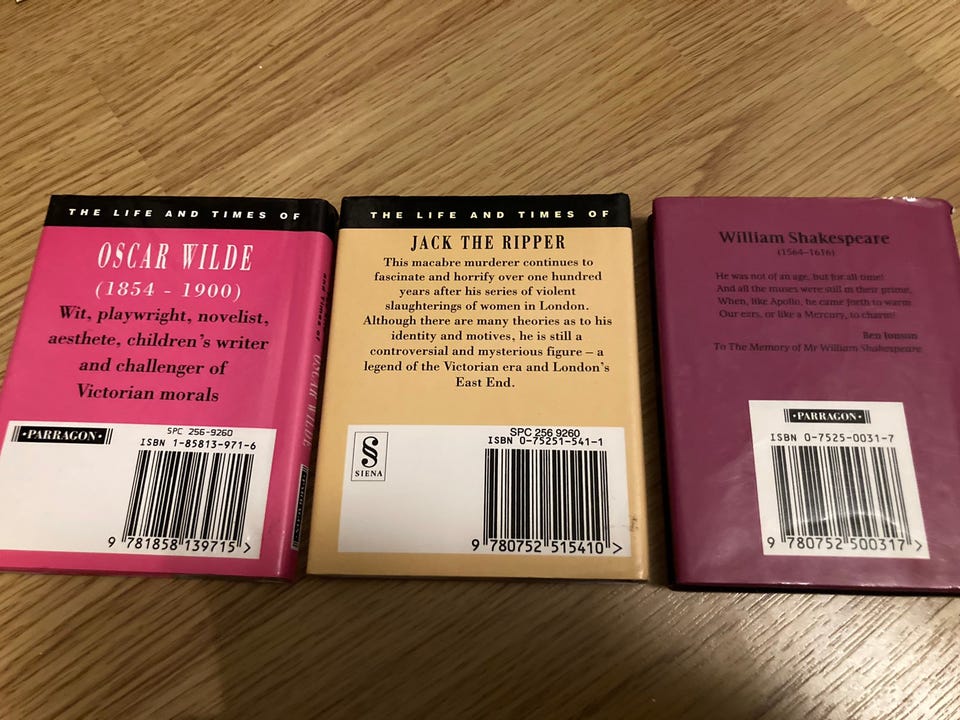 THE LIFE AND TIMES OF
OSCAR WILDE
(1854 - 1900)
Wit, playwright, novelist,
aesthete, children's writer
and challenger of
Victorian morals
PARRAGON
SPC 256-9260
ISBN 1-85813-971-6
9 781858 139715 >
OSCAR WILDE
THE LIFE AND TIMES OF
JACK THE RIPPER
This macabre murderer continues to
fascinate and horrify over one hundred
years after his series of violent
slaughterings of women in London.
Although there are many theories as to his
identity and motives, he is still a
controversial and mysterious figure – a
legend of the Victorian era and London's
East End.
SIENA
SPC 256 9260
ISBN 0-75251-541-1
9 780752 515410 >
William Shakespeare
(1564-1616)
He was not of an age, but for all time!
And all the muses were still in their prime,
When, like Apollo, he came forth to warm
Our ears, or like a Mercury, to charm!
Ben Jonson
To The Memory of Mr William Shakespeare
PARRAGON
ISBN 0-7525-0031-7
9 780752 500317 >